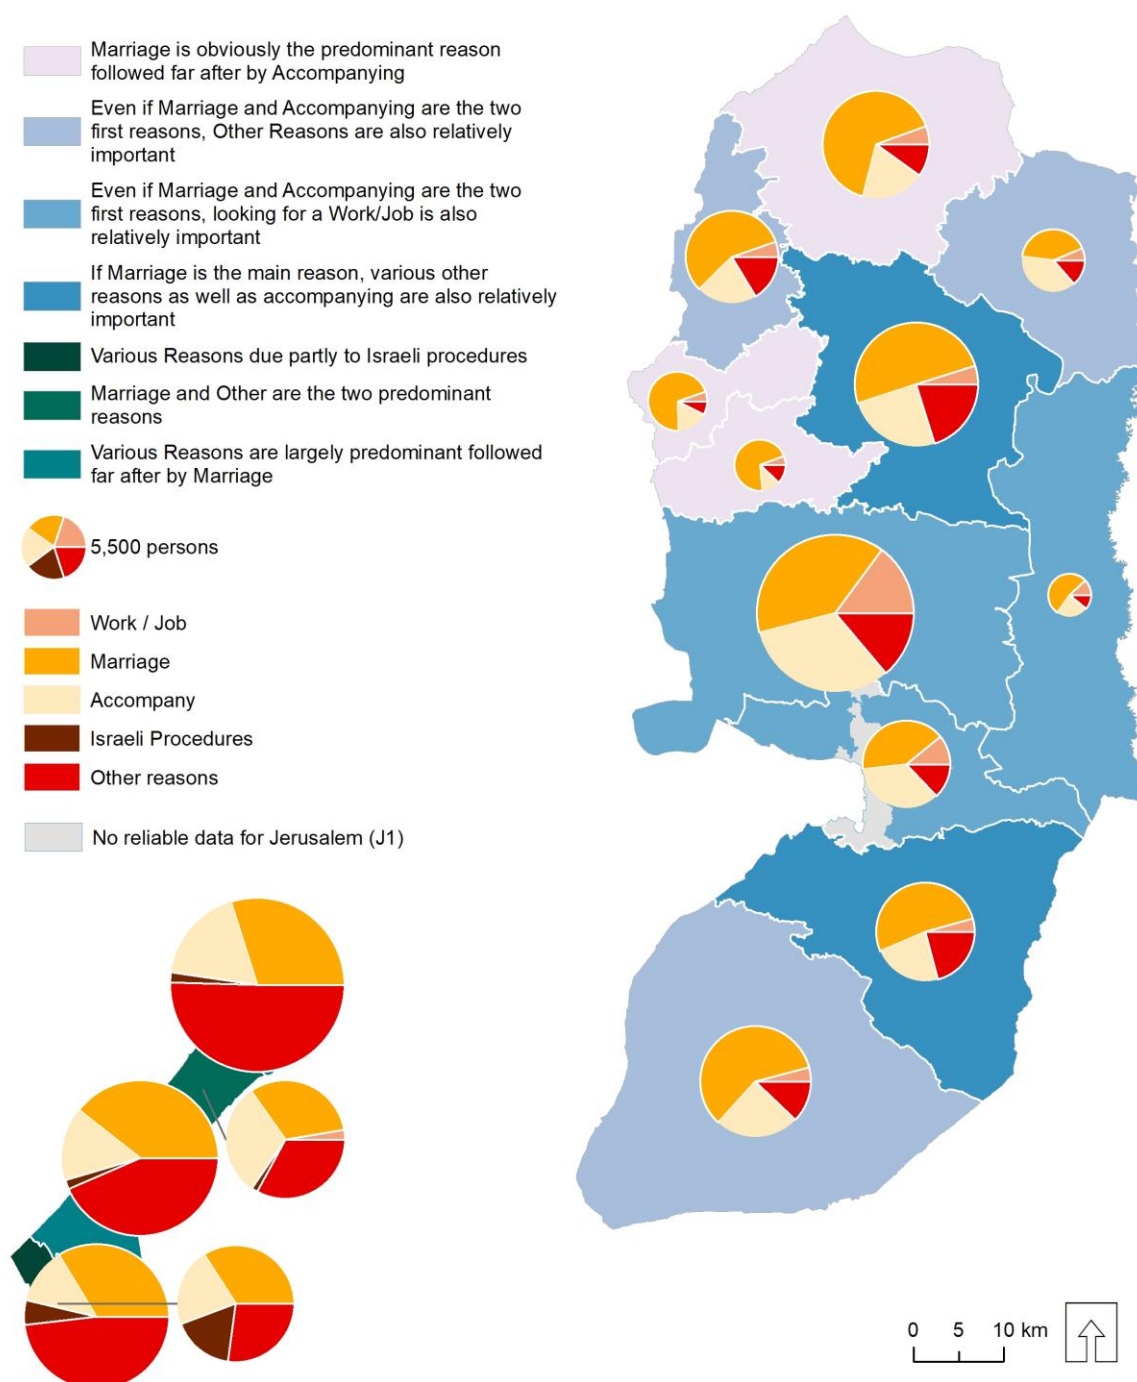 Marriage is obviously the predominant reason
followed far after by Accompanying
Even if Marriage and Accompanying are the two
first reasons, Other Reasons are also relatively
important
Even if Marriage and Accompanying are the two
first reasons, looking for a Work/Job is also
relatively important
If Marriage is the main reason, various other
reasons as well as accompanying are also relatively
important
Various Reasons due partly to Israeli procedures
Marriage and Other are the two predominant
reasons
Various Reasons are largely predominant followed
far after by Marriage
5,500 persons
Work / Job
Marriage
Accompany
Israeli Procedures
Other reasons
No reliable data for Jerusalem (J1)
0 5 10 km